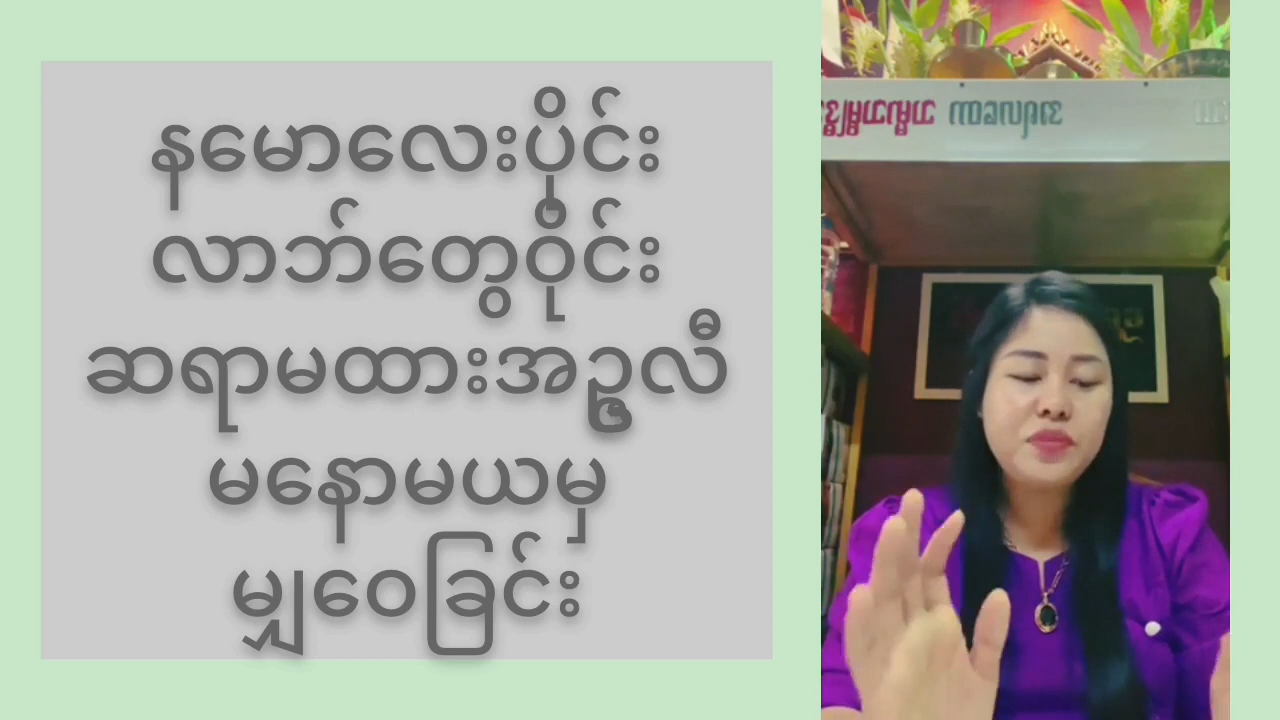 နမောလေးပိုင်း
လာဘ်တွေဝိုင်း
ဆရာမထားအဥ္ဇလီ
မနောမယမှ
မျှဝေခြင်း